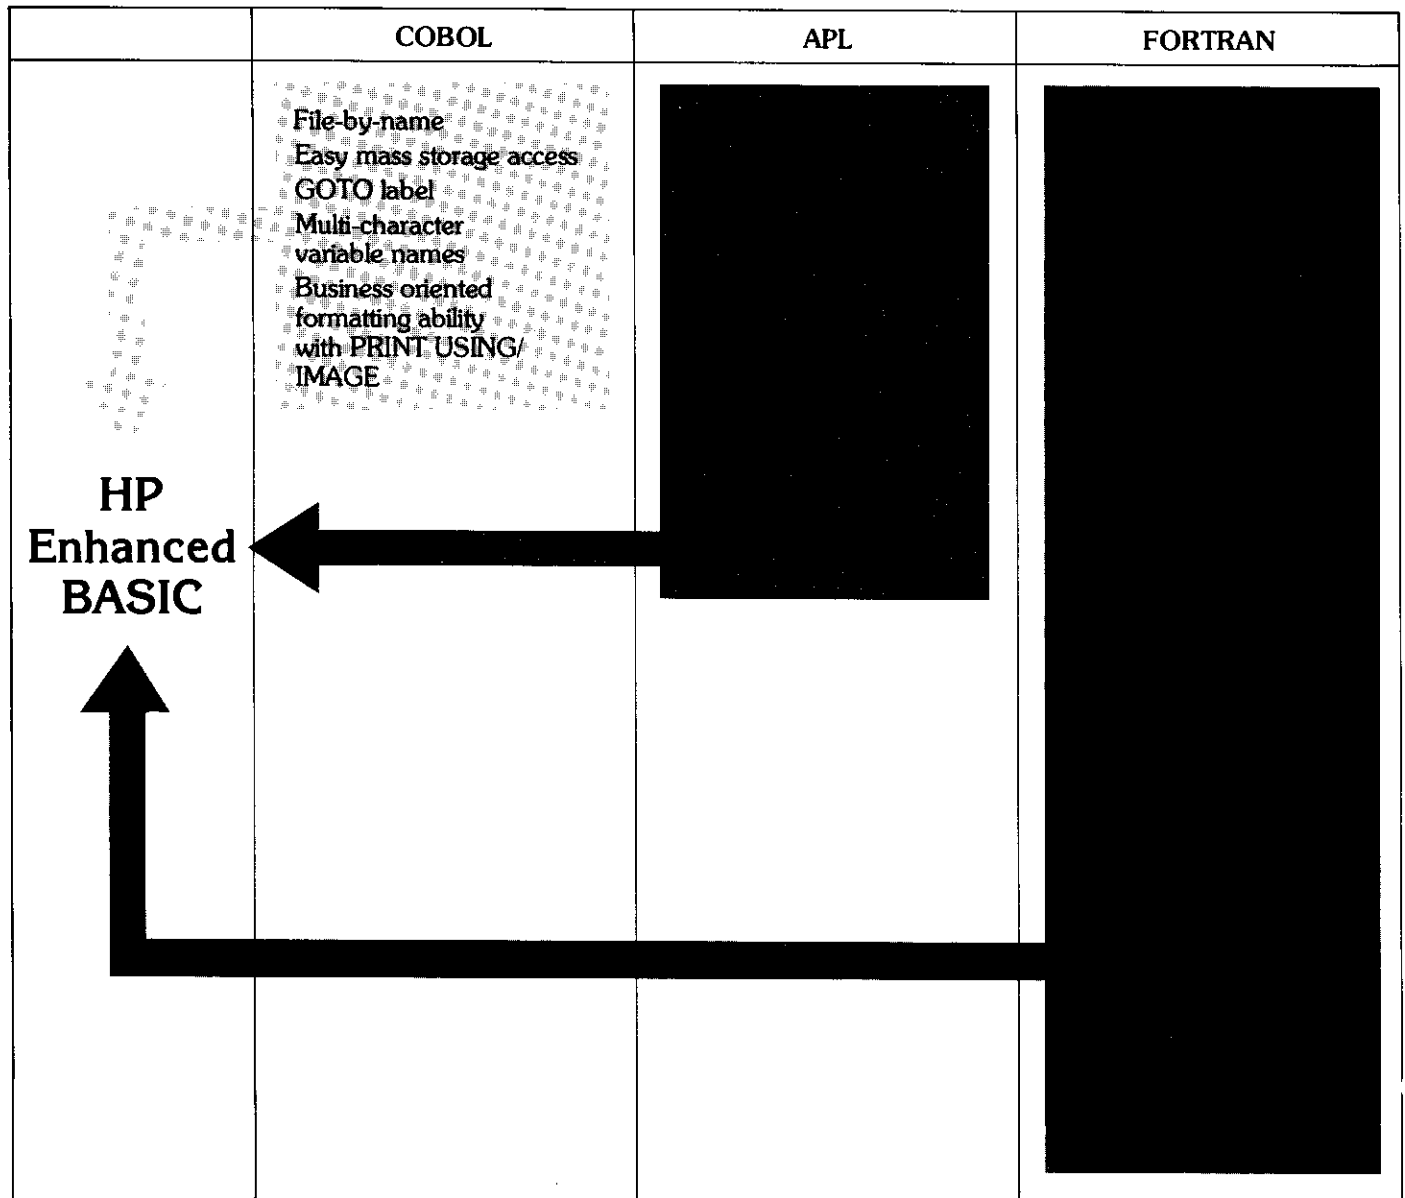 COBOL
APL
FORTRAN
File-by-name
Easy mass storage access
GOTO label
Multi-character
variable names
Business oriented
formatting ability
with PRINT USING/
IMAGE
HP
Enhanced
BASIC